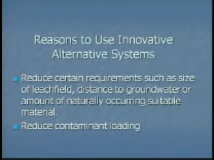 Reasons to Use Innovative
Alternative Systems
Reduce certain requirements such as size
of leachfield, distance to groundwater or
amount of naturally occurring suitable
material.
Reduce contaminant loading